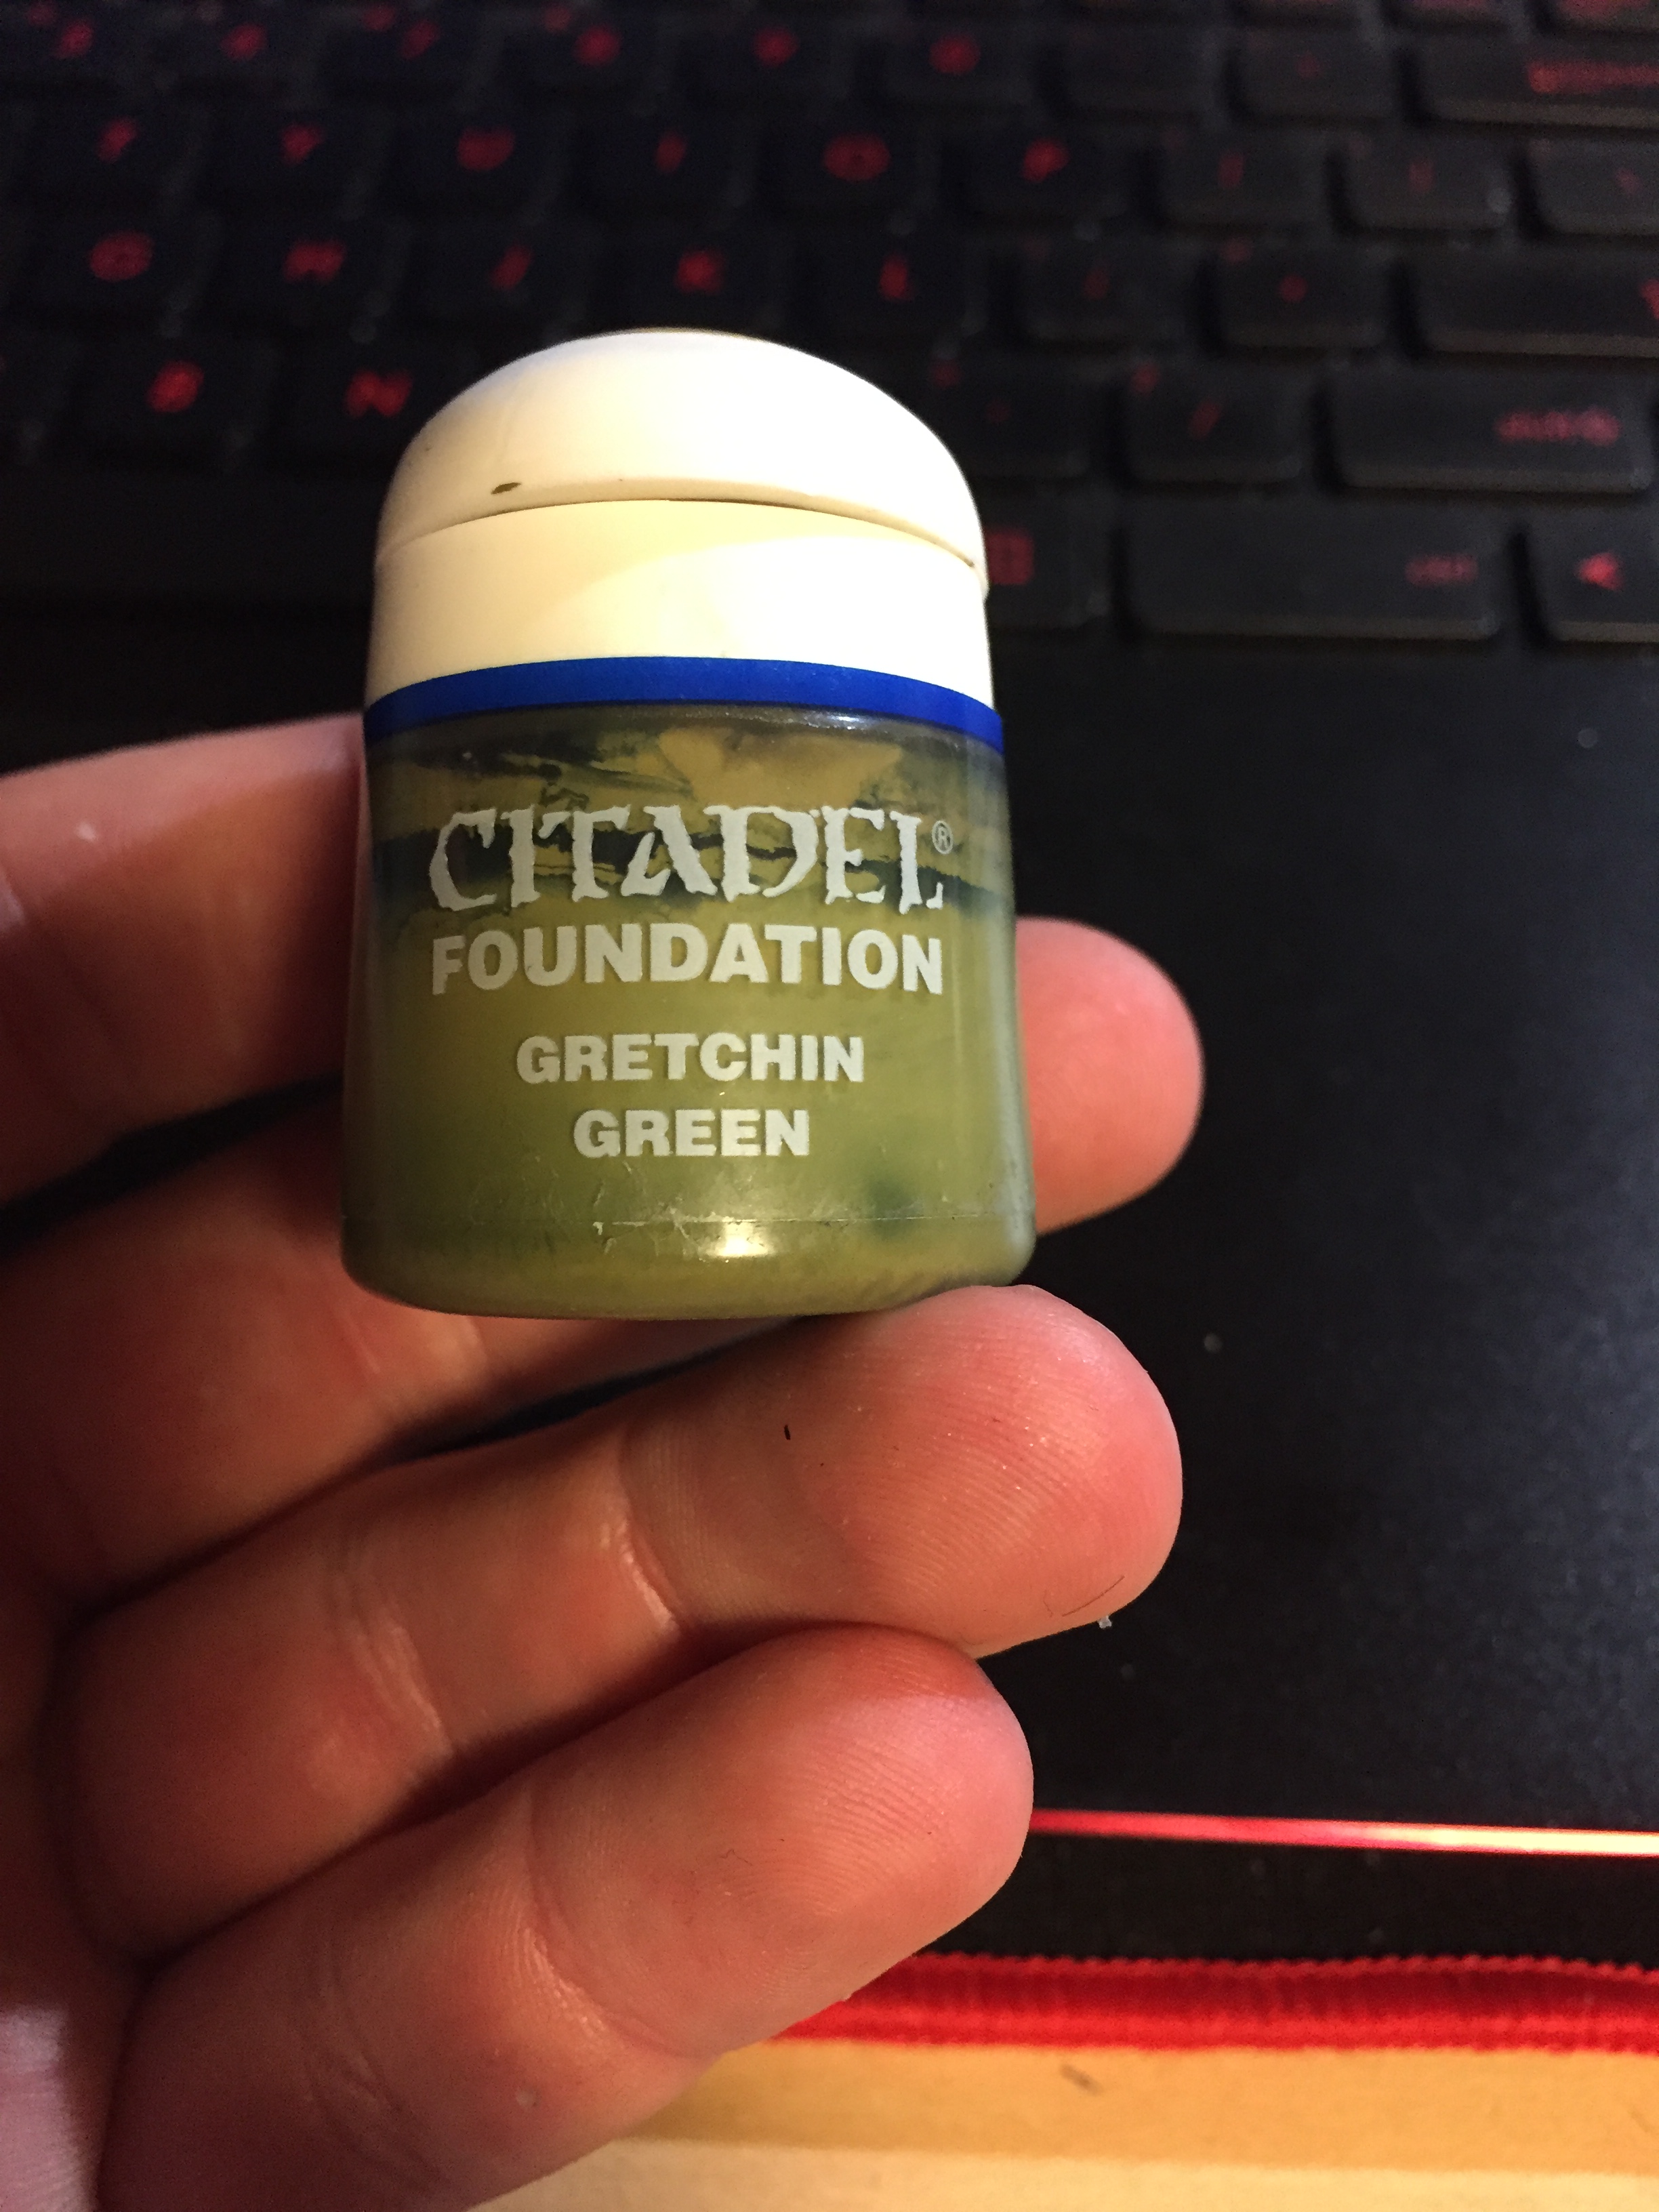 T Y U I O P
G H J K L
B N
CITADEL®
FOUNDATION
GRETCHIN
GREEN